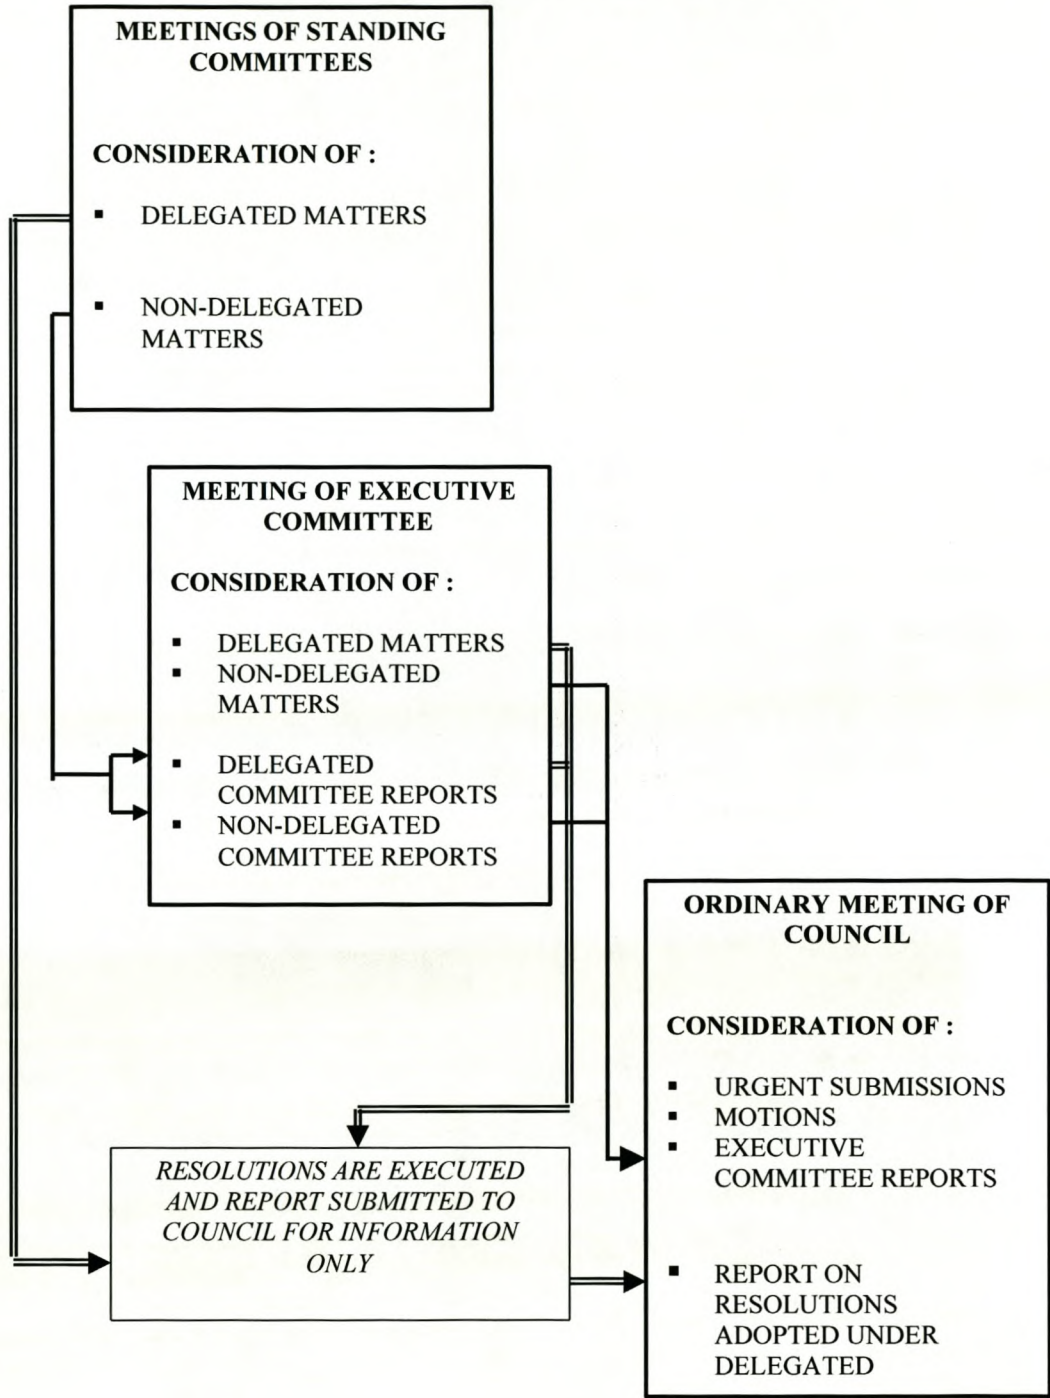 MEETINGS OF STANDING
COMMITTEES
CONSIDERATION OF :
▪ DELEGATED MATTERS
▪ NON-DELEGATED
MATTERS
MEETING OF EXECUTIVE
COMMITTEE
CONSIDERATION OF :
▪ DELEGATED MATTERS
▪ NON-DELEGATED
MATTERS
▪ DELEGATED
COMMITTEE REPORTS
▪ NON-DELEGATED
COMMITTEE REPORTS
RESOLUTIONS ARE EXECUTED
AND REPORT SUBMITTED TO
COUNCIL FOR INFORMATION
ONLY
ORDINARY MEETING OF
COUNCIL
CONSIDERATION OF :
▪ URGENT SUBMISSIONS
▪ MOTIONS
▪ EXECUTIVE
COMMITTEE REPORTS
▪ REPORT ON
RESOLUTIONS
ADOPTED UNDER
DELEGATED